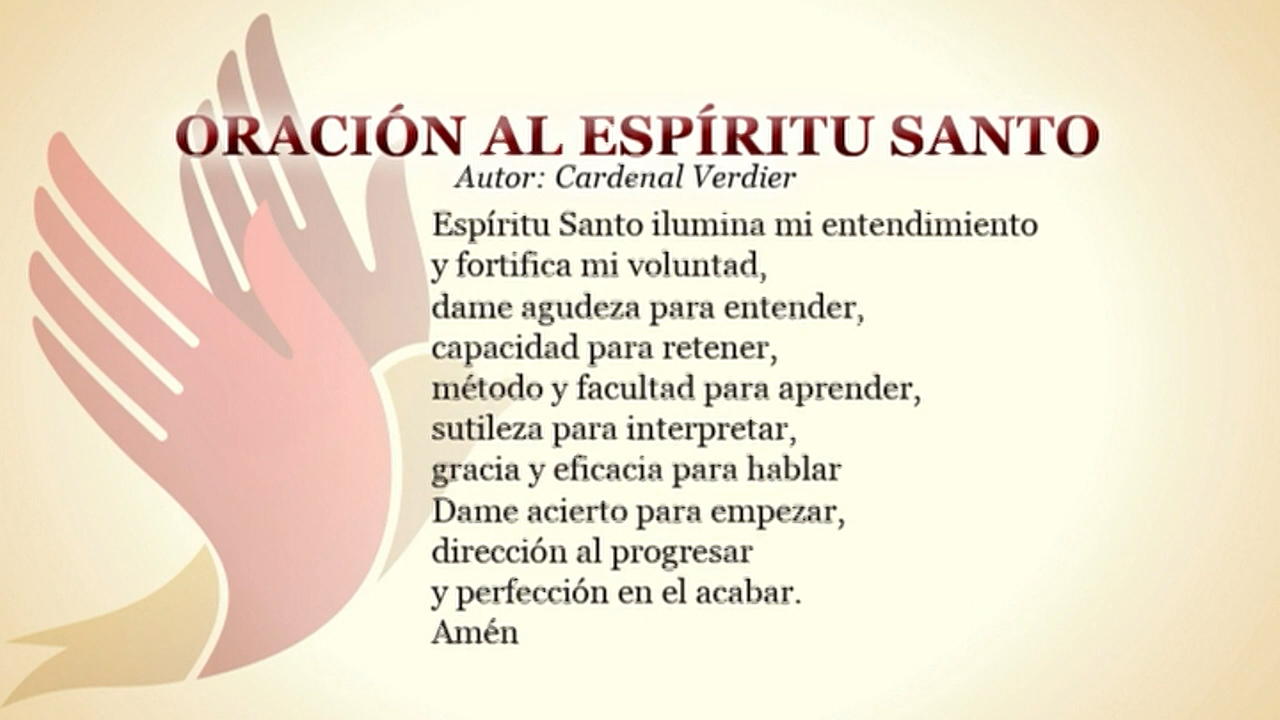 ORACIÓN AL ESPÍRITU SANTO
Autor: Cardenal Verdier
Espíritu Santo ilumina mi entendimiento
y fortifica mi voluntad,
dame agudeza para entender,
capacidad para retener,
método y facultad para aprender,
sutileza para interpretar,
gracia y eficacia para hablar
Dame acierto para empezar,
dirección al progresar
y perfección en el acabar.
Amén